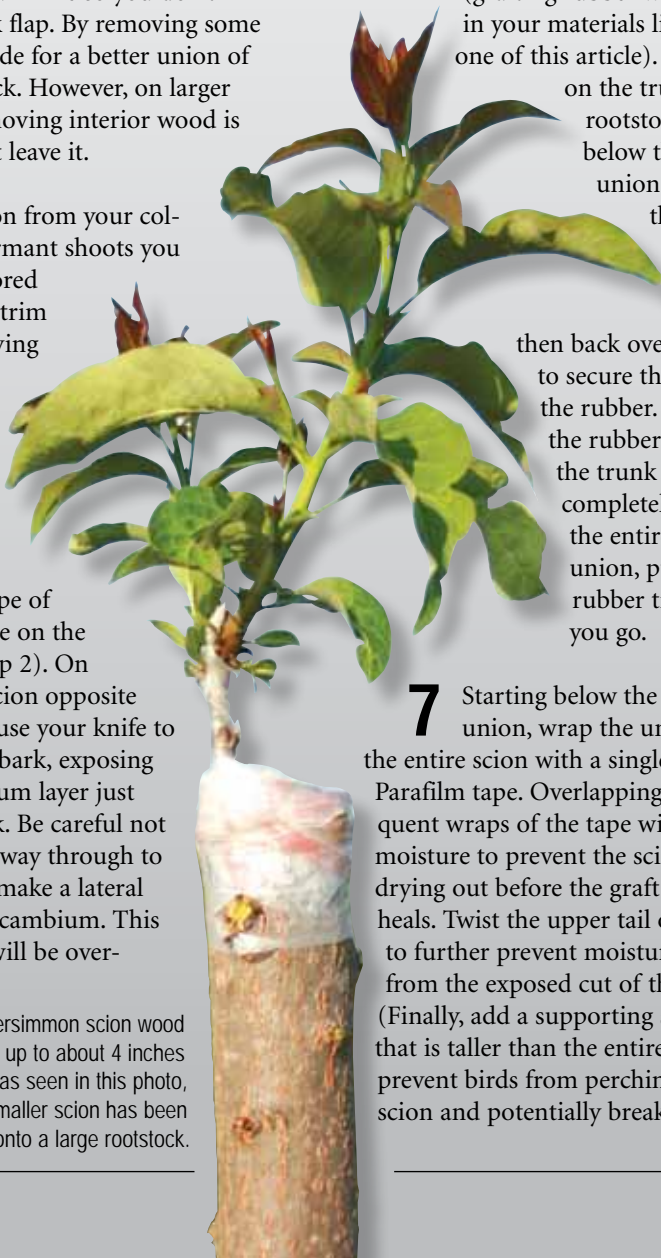 k flap. By removing some
de for a better union of
ck. However, on larger
noving interior wood is
t leave it.
on from your col-
rmant shoots you
ored
trim
ving
pe of
e on the
p 2). On
cion opposite
use your knife to
bark, exposing
um layer just
k. Be careful not
way through to
make a lateral
cambium. This
will be over-
ersimmon scion wood
up to about 4 inches
as seen in this photo,
maller scion has been
onto a large rootstock.
in your materials li
one of this article).
on the tru
rootsto
below t
union
th
then back ove
to secure th
the rubber.
the rubber
the trunk
complete
the entir
union, p
rubber t
you go.
7 Starting below the
union, wrap the un
the entire scion with a single
Parafilm tape. Overlapping
quent wraps of the tape wi
moisture to prevent the sci
drying out before the graft
heals. Twist the upper tail o
to further prevent moistur
from the exposed cut of th
(Finally, add a supporting
that is taller than the entire
prevent birds from perchin
scion and potentially break